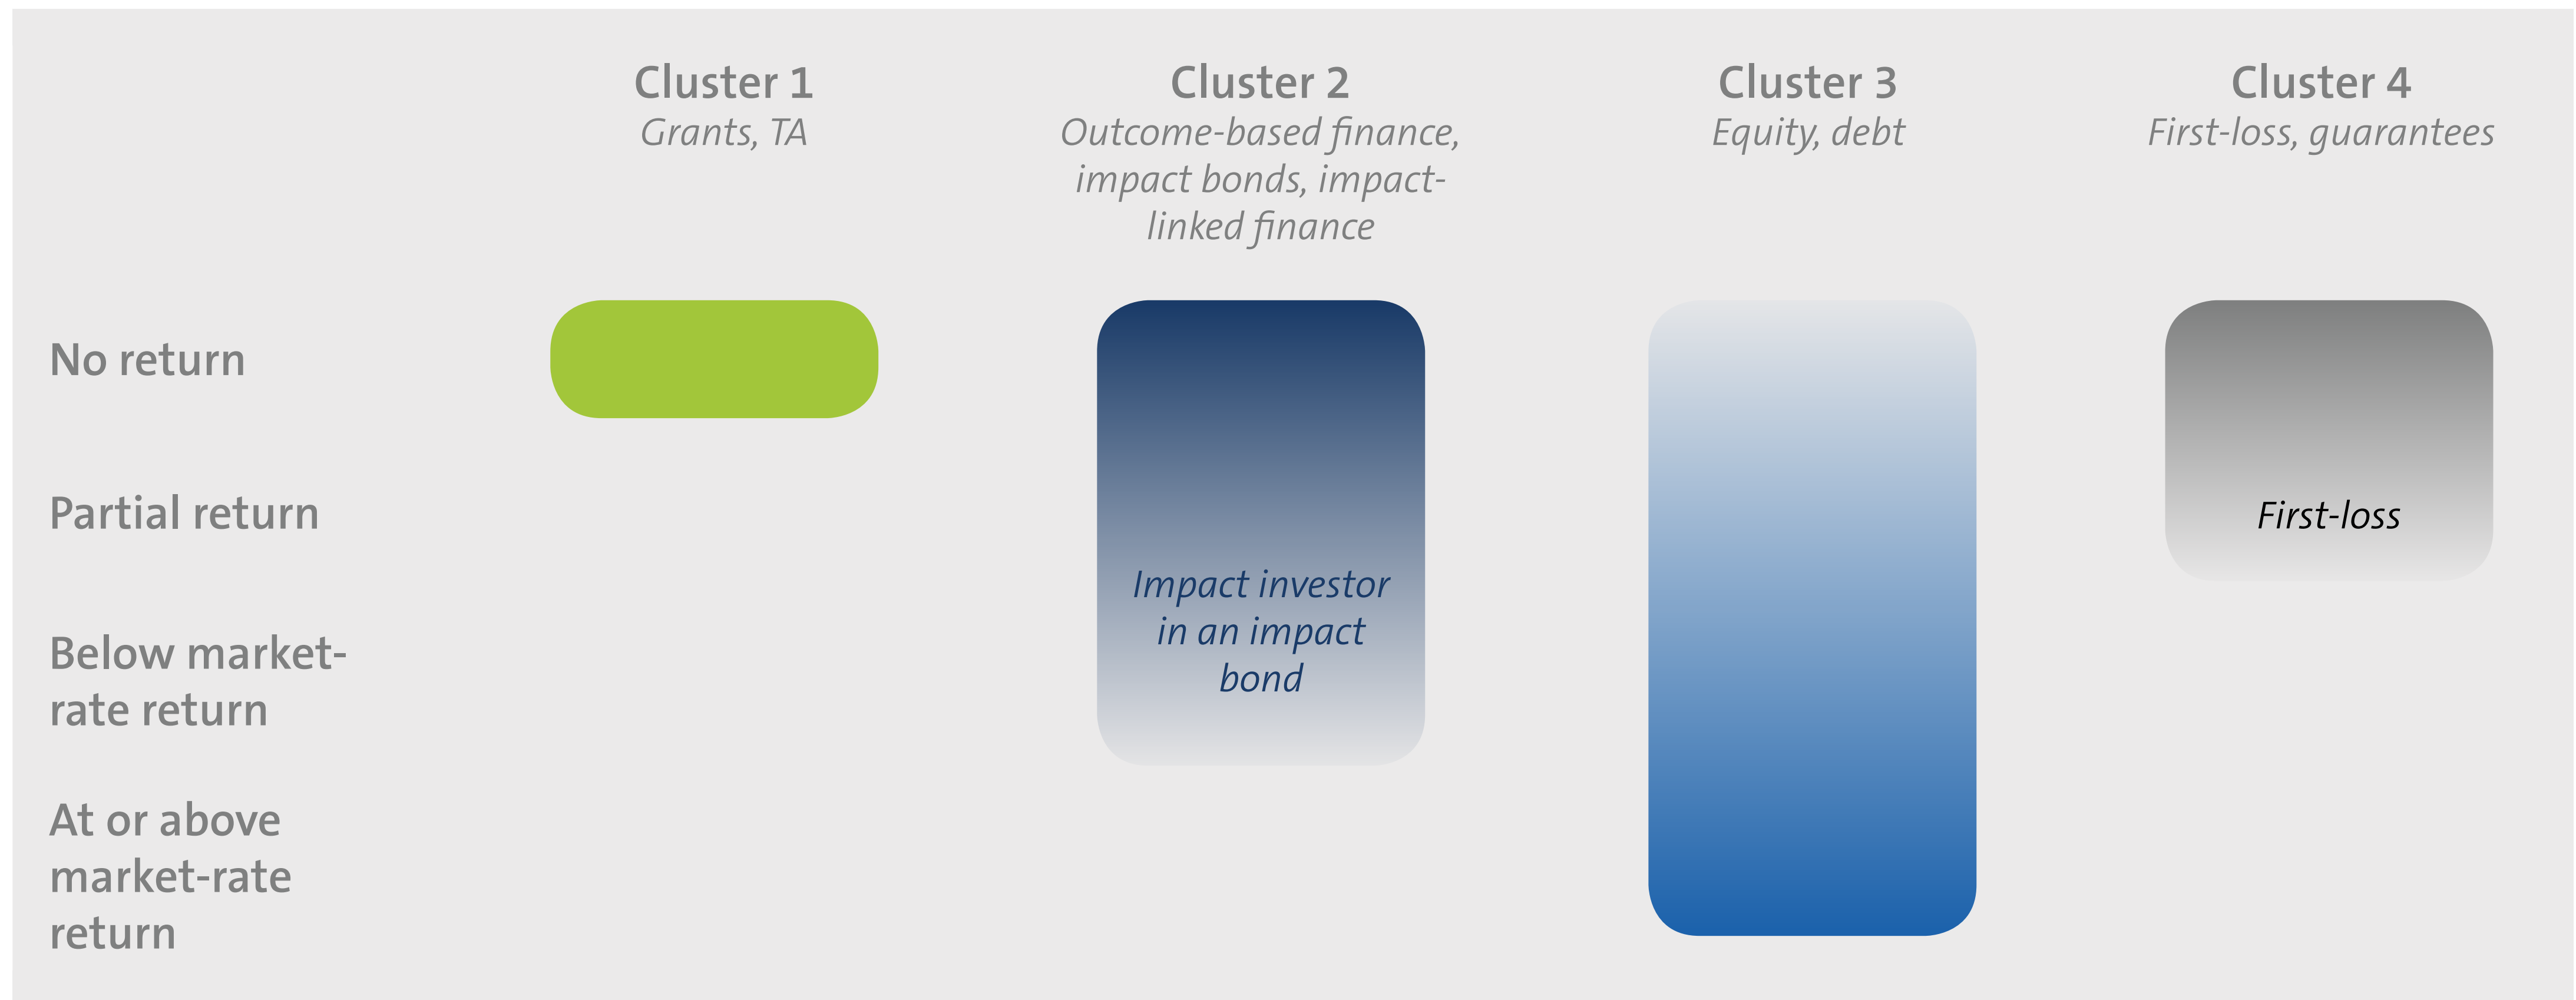 Cluster 1
Grants, TA
Cluster 2
Outcome-based finance,
impact bonds, impact-
linked finance
Cluster 3
Equity, debt
Cluster 4
First-loss, guarantees
No return
Partial return
First-loss
Impact investor
in an impact
bond
Below market-
rate return
At or above
market-rate
return